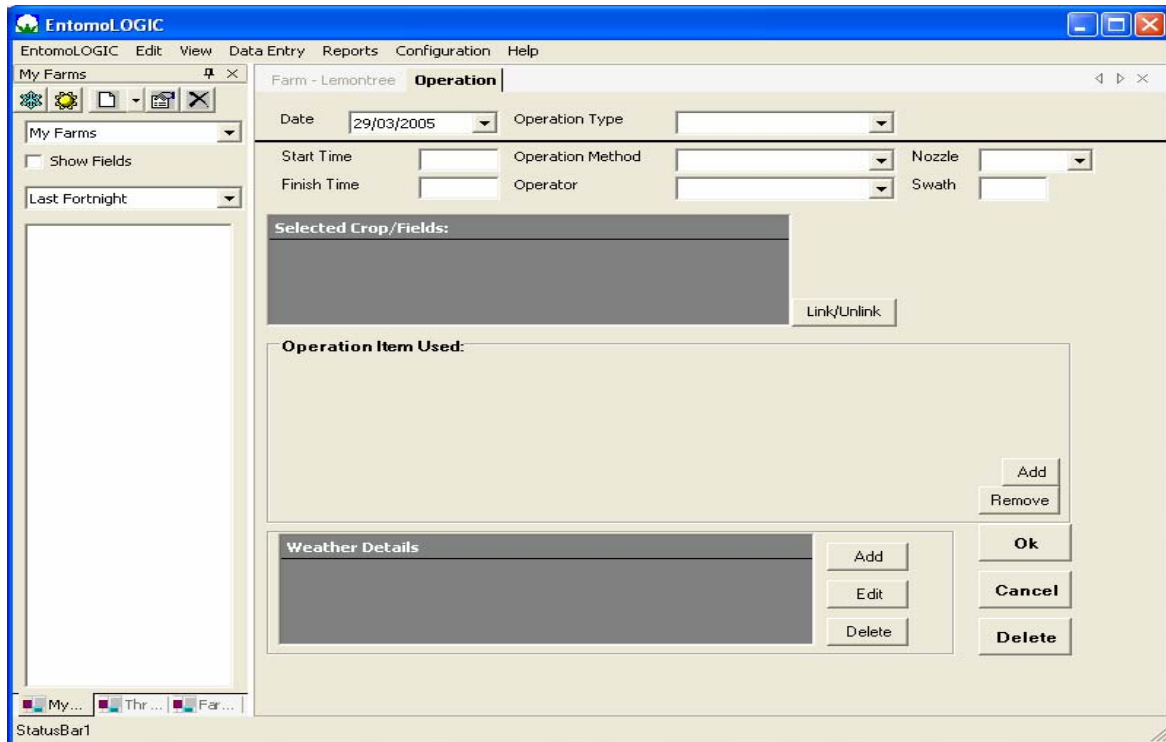 EntomoLOGIC
EntomoLOGIC Edit View Data Entry Reports Configuration Help
My Farms
My Farms
Show Fields
Last Fortnight
My... Thr... Far...
Farm - Lemontree Operation
Date 29/03/2005 Operation Type
Start Time Operation Method Nozzle
Finish Time Operator Swath
Selected Crop/Fields:
Link/Unlink
Operation Item Used:
Add
Remove
Weather Details
Add
Edit
Delete
Ok
Cancel
Delete
StatusBar1